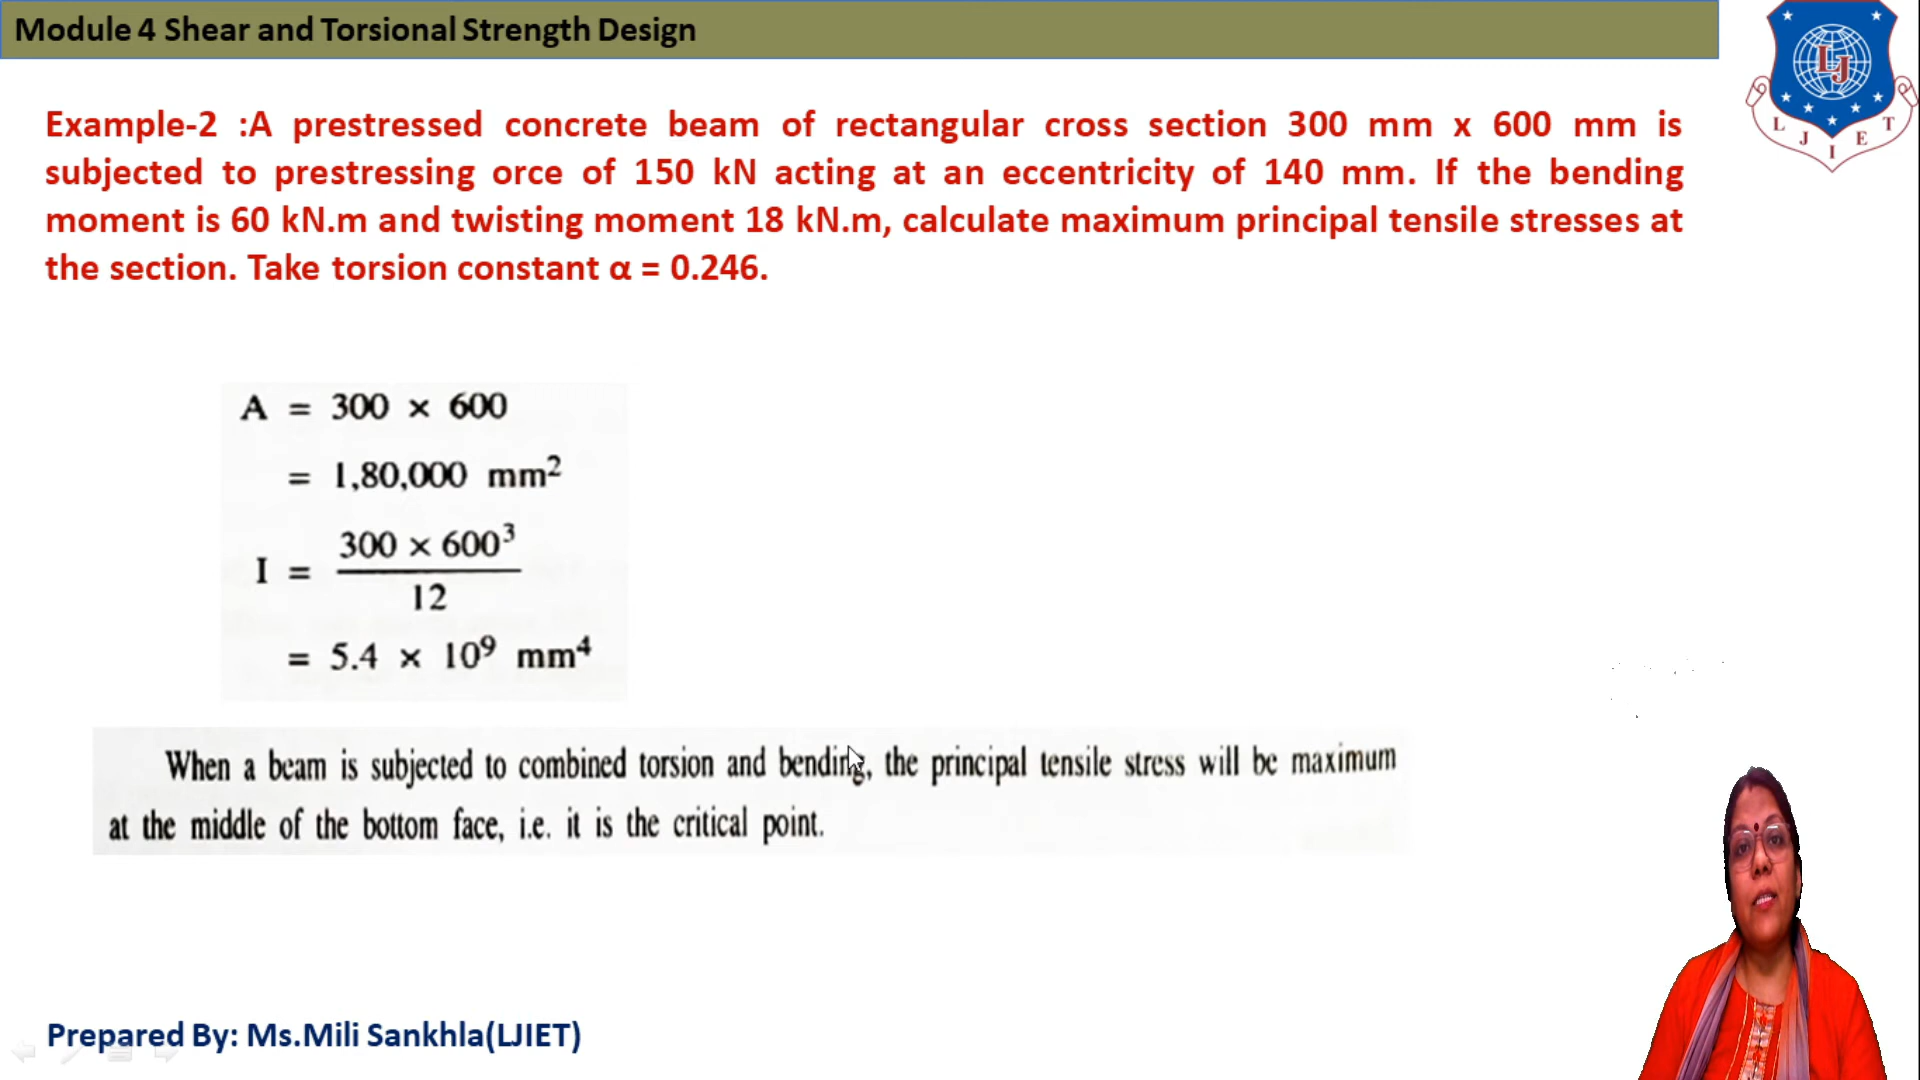 Module 4 Shear and Torsional Strength Design
L J I E T
LJ
Example-2 :A prestressed concrete beam of rectangular cross section 300 mm x 600 mm is
subjected to prestressing orce of 150 kN acting at an eccentricity of 140 mm. If the bending
moment is 60 kN.m and twisting moment 18 kN.m, calculate maximum principal tensile stresses at
the section. Take torsion constant α = 0.246.
A = 300 × 600
= 1,80,000 mm²
I = 300 × 600³ / 12
= 5.4 × 10⁹ mm⁴
When a beam is subjected to combined torsion and bending, the principal tensile stress will be maximum
at the middle of the bottom face, i.e. it is the critical point.
Prepared By: Ms.Mili Sankhla(LJIET)